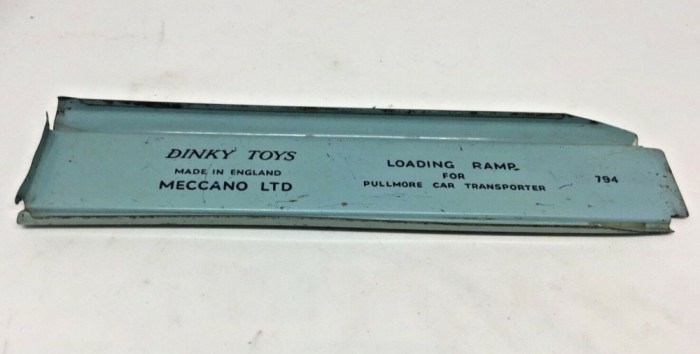 DINKY TOYS
MADE IN ENGLAND
MECCANO LTD
LOADING RAMP
FOR
PULLMORE CAR TRANSPORTER
794